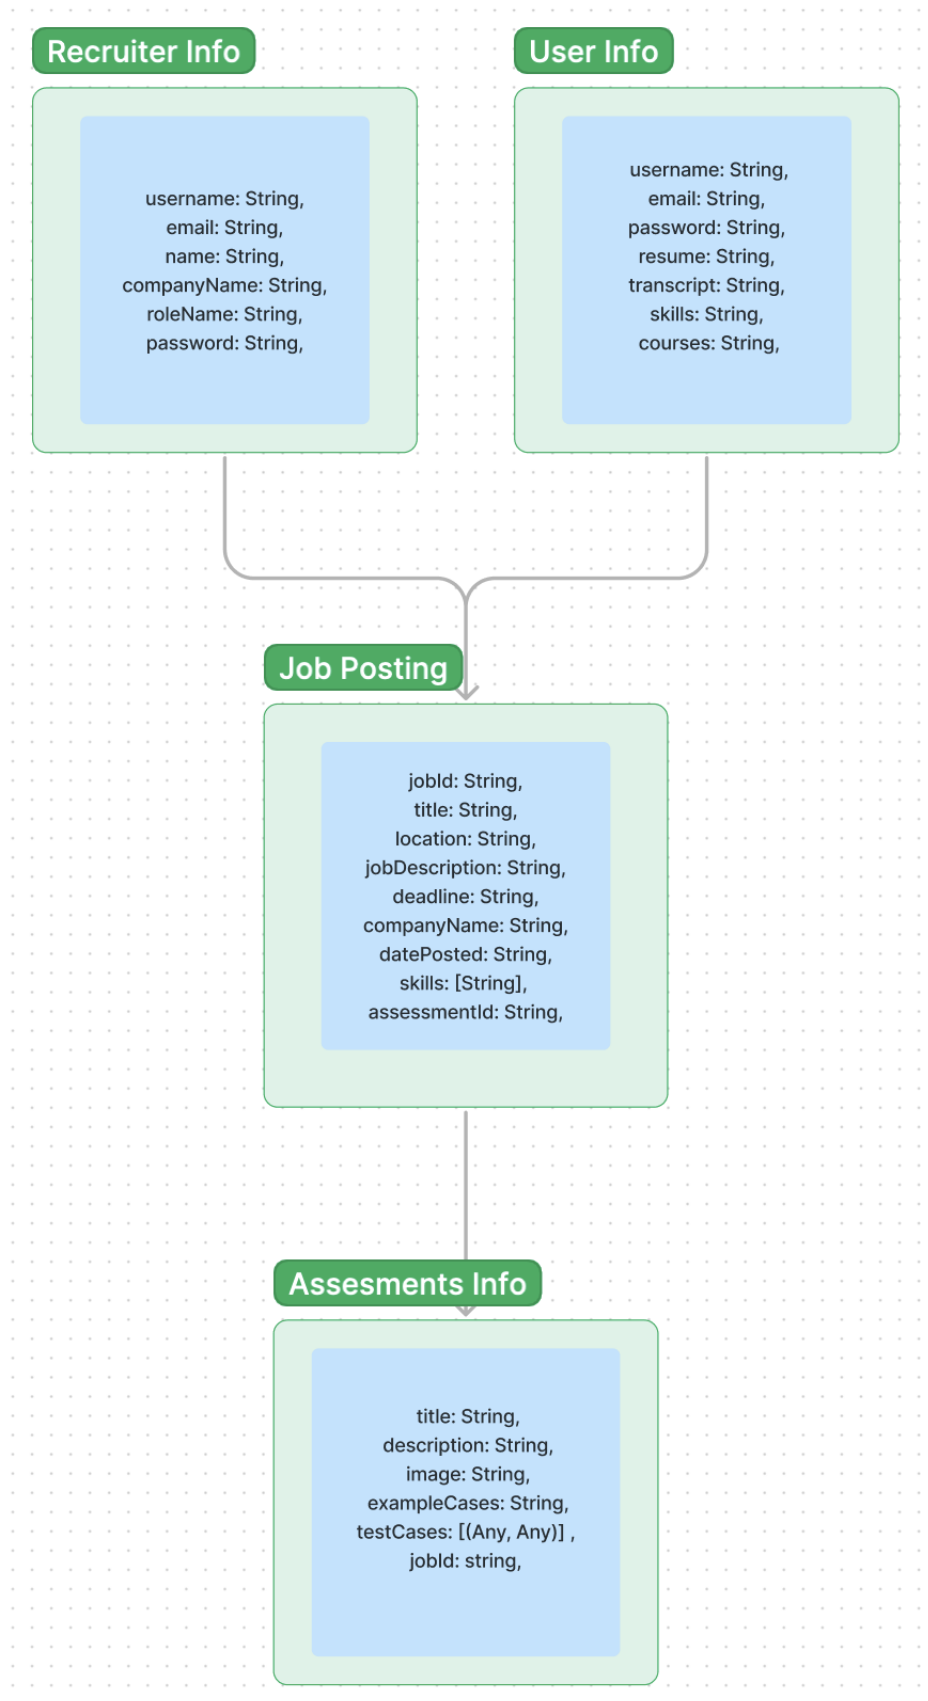 Recruiter Info
username: String,
email: String,
name: String,
companyName: String,
roleName: String,
password: String,
User Info
username: String,
email: String,
password: String,
resume: String,
transcript: String,
skills: String,
courses: String,
Job Posting
jobId: String,
title: String,
location: String,
jobDescription: String,
deadline: String,
companyName: String,
datePosted: String,
skills: [String],
assessmentId: String,
Assesments Info
title: String,
description: String,
image: String,
exampleCases: String,
testCases: [(Any, Any)] ,
jobId: string,